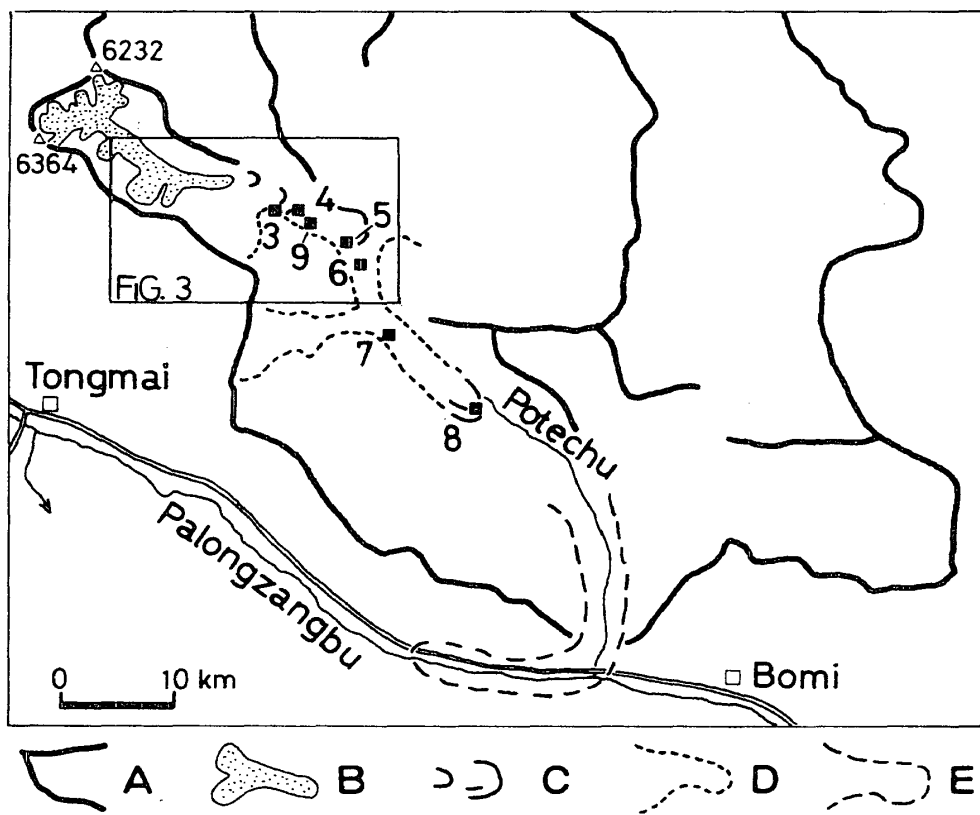 6232
6364
3
4
9
5
6
FIG. 3
7
Tongmai
8
Potechu
Palongzangbu
0 10 km
Bomi
A B C D E